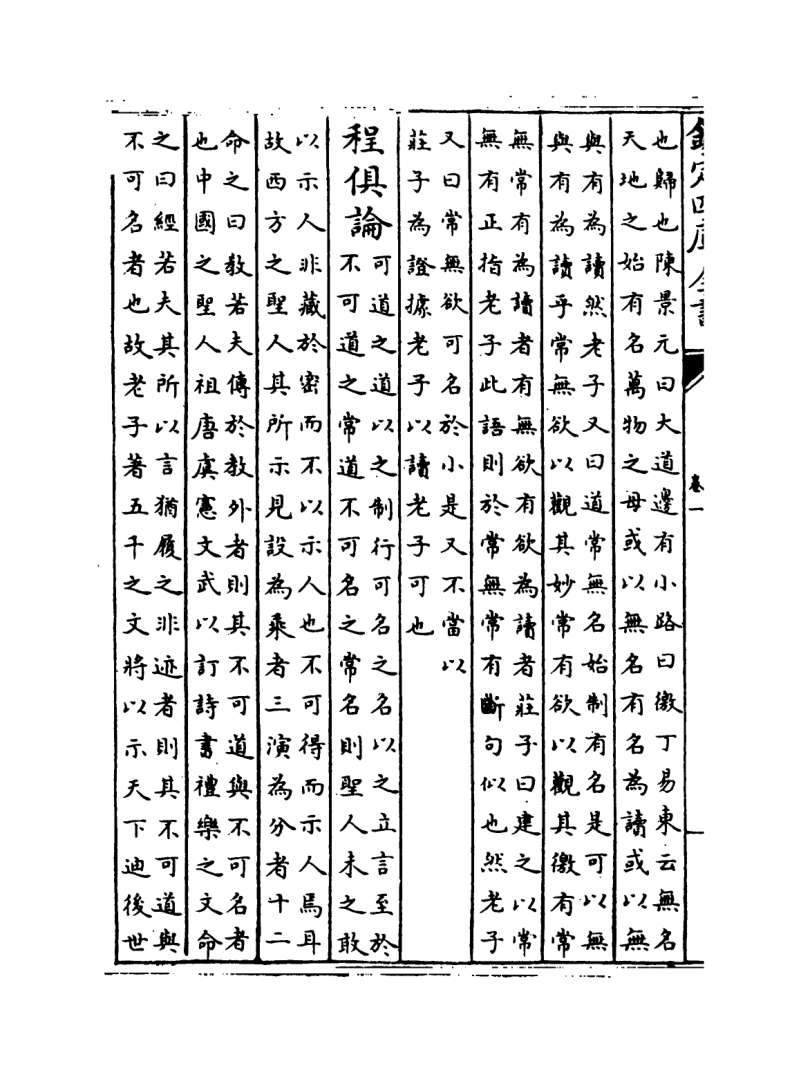 欽定四庫全書
卷一
也歸也陳景元曰大道邊有小路曰徼丁易東云無名
天地之始有名萬物之母或以無名有名為讀或以無
與有為讀然老子又曰道常無名始制有名是可以無
與有為讀乎常無欲以觀其妙常有欲以觀其徼有常
無常有為讀者有無欲有欲為讀者莊子曰建之以常
無有正指老子此語則於常無常有斷句似也然老子
又曰常無欲可名於小是又不當以
莊子為證據老子以讀老子可也
程俱論
可道之道以之制行可名之名以之立言至於
不可道之常道不可名之常名則聖人未之敢
以示人非藏於密而不以示人也不可得而示人焉耳
故西方之聖人其所示見設為乘者三演為分者十二
命之曰教若夫傳於教外者則其不可道與不可名者
也中國之聖人祖唐虞憲文武以訂詩書禮樂之文命
之曰經若夫其所以言猶履之非迹者則其不可道與
不可名者也故老子著五千之文將以示天下迪後世